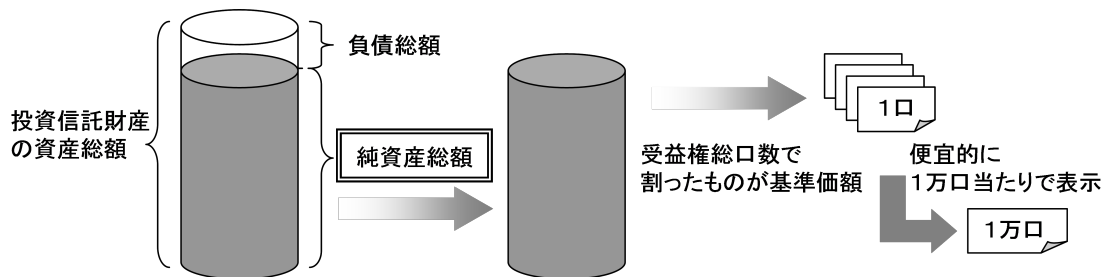 負債総額
投資信託財産
の資産総額
純資産総額
受益権総口数で
割ったものが基準価額
1口
便宜的に
1万口当たりで表示
1万口